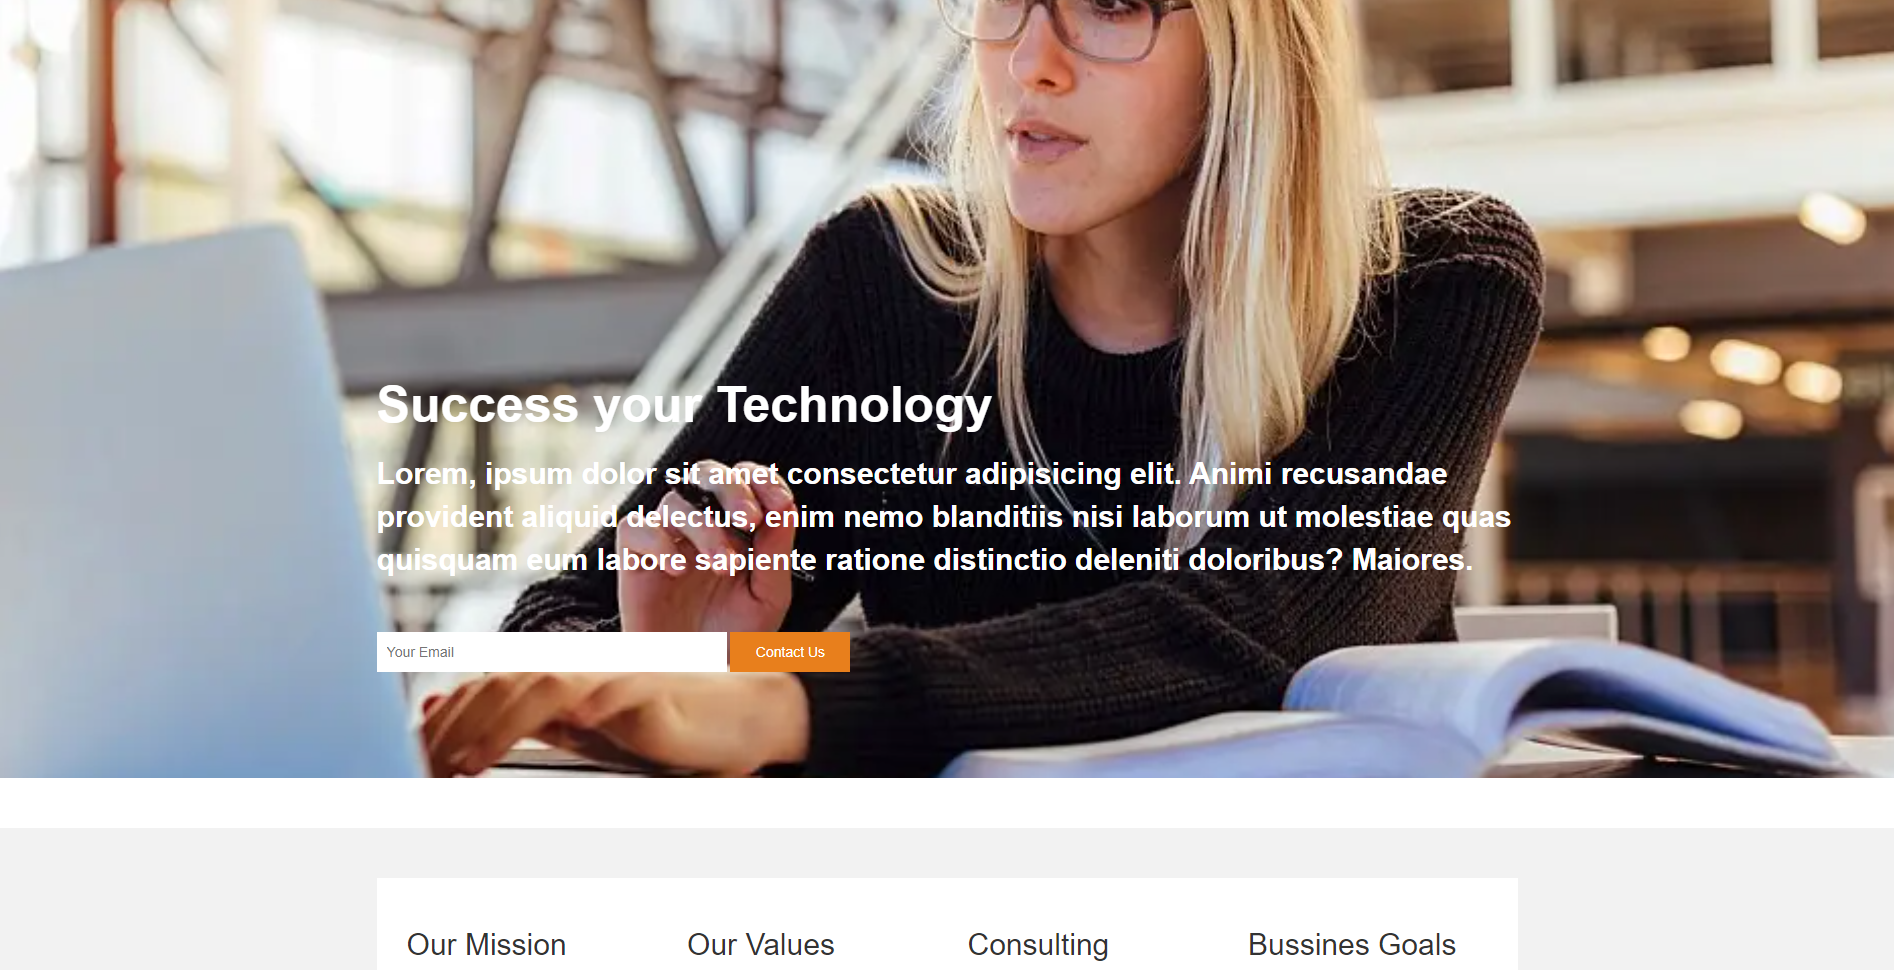 Success your Technology
Lorem, ipsum dolor sit amet consectetur adipisicing elit. Animi recusandae
provident aliquid delectus, enim nemo blanditiis nisi laborum ut molestiae quas
quisquam eum labore sapiente ratione distinctio deleniti doloribus? Maiores.
Your Email
Contact Us
Our Mission
Our Values
Consulting
Bussines Goals